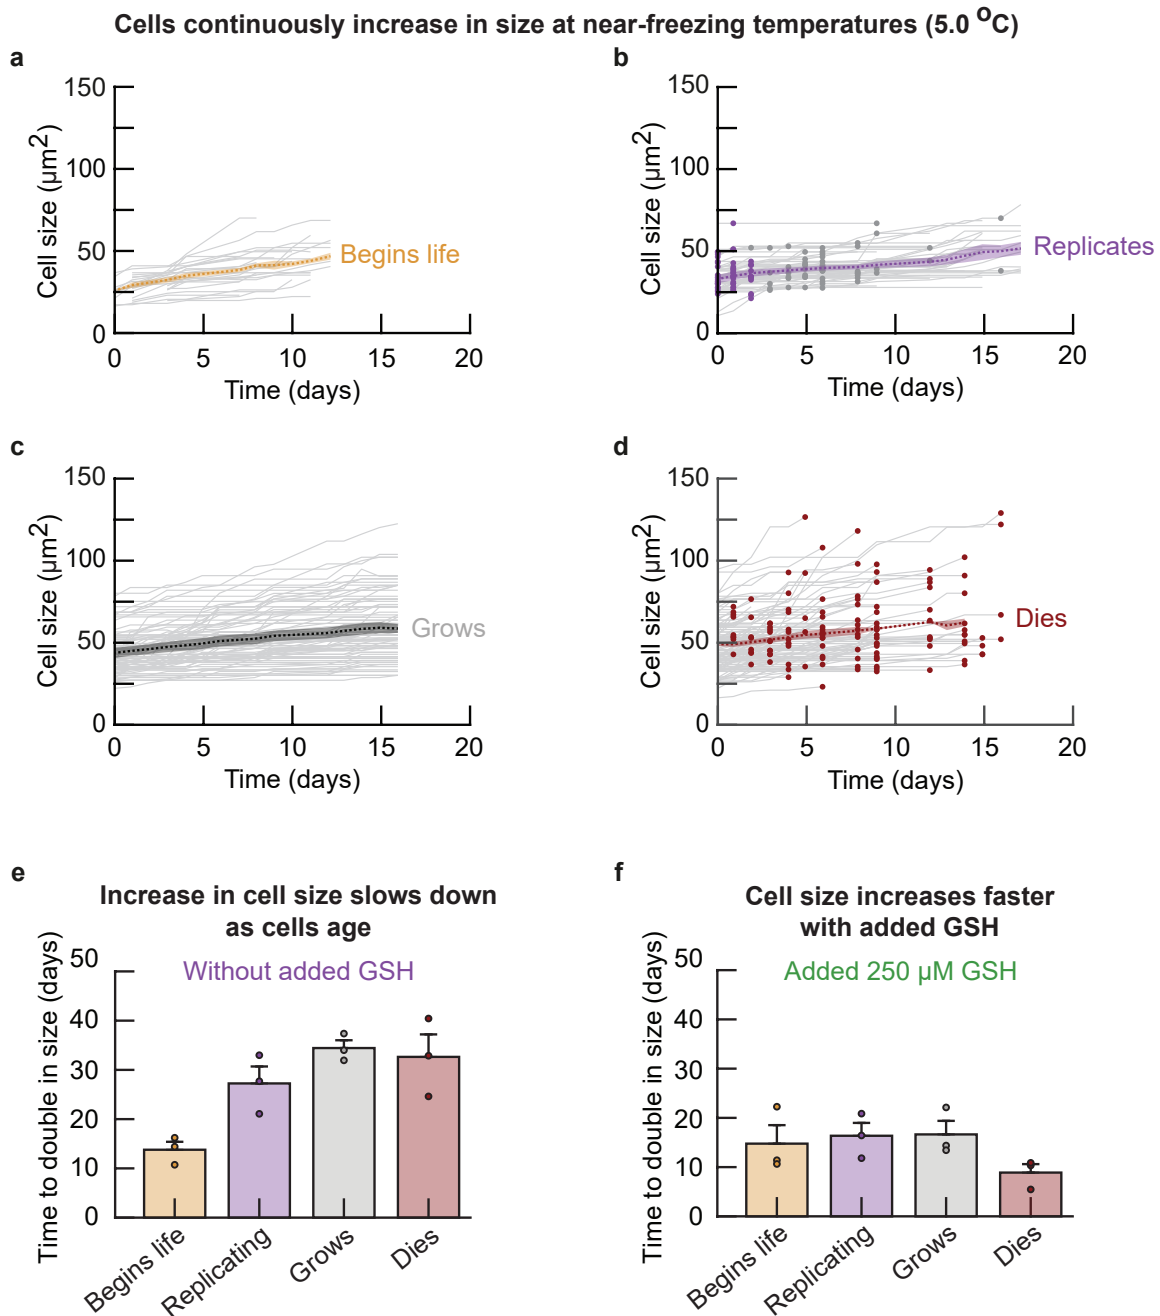 Cells continuously increase in size at near-freezing temperatures (5.0 °C)
a
Cell size (µm²)
150
100
50
0
0 5 10 15 20
Time (days)
Begins life
b
Cell size (µm²)
150
100
50
0
0 5 10 15 20
Time (days)
Replicates
c
Cell size (µm²)
150
100
50
0
0 5 10 15 20
Time (days)
Grows
d
Cell size (µm²)
150
100
50
0
0 5 10 15 20
Time (days)
Dies
e
Increase in cell size slows down
as cells age
Without added GSH
Time to double in size (days)
50
40
30
20
10
0
Begins life
Replicating
Grows
Dies
f
Cell size increases faster
with added GSH
Added 250 µM GSH
Time to double in size (days)
50
40
30
20
10
0
Begins life
Replicating
Grows
Dies